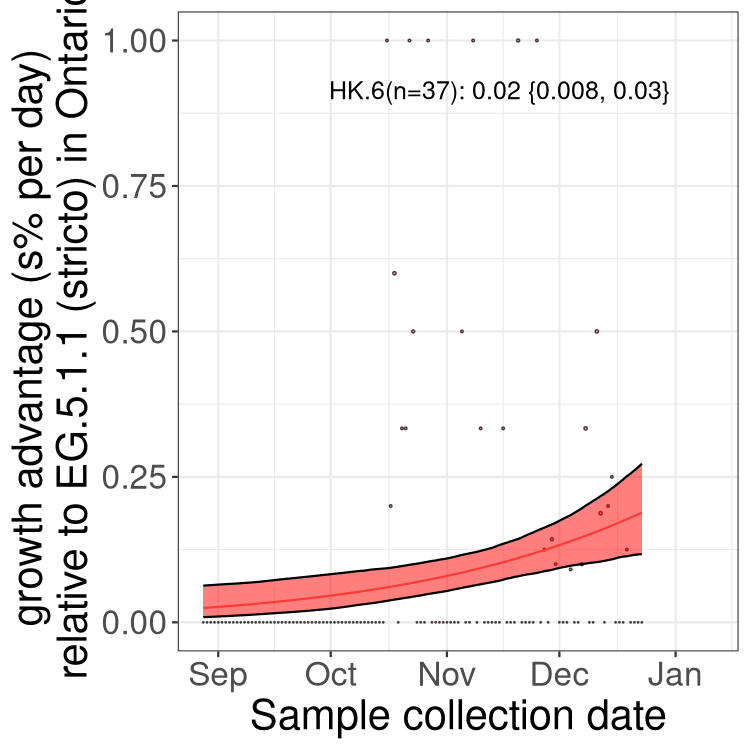 growth advantage (s% per day)
relative to EG.5.1.1 (stricto) in Ontario
1.00
0.75
0.50
0.25
0.00
HK.6(n=37): 0.02 {0.008, 0.03}
Sep Oct Nov Dec Jan
Sample collection date